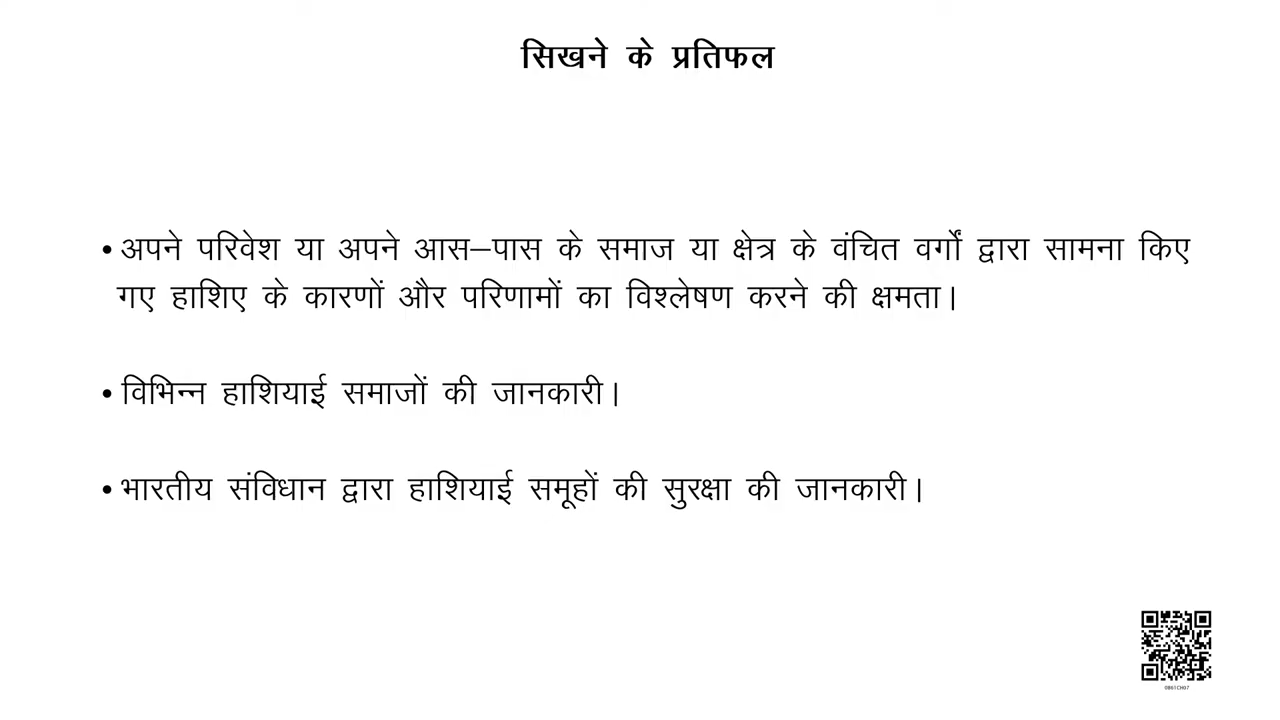 सिखने के प्रतिफल
• अपने परिवेश या अपने आस–पास के समाज या क्षेत्र के वंचित वर्गों द्वारा सामना किए
गए हाशिए के कारणों और परिणामों का विश्लेषण करने की क्षमता।
• विभिन्न हाशियाई समाजों की जानकारी।
• भारतीय संविधान द्वारा हाशियाई समूहों की सुरक्षा की जानकारी।
0861CH07